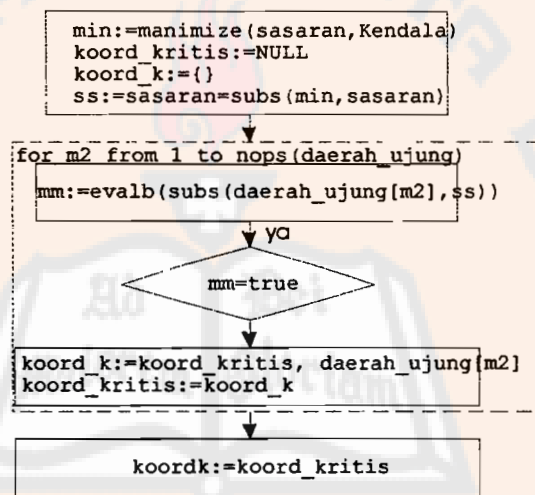 min:=manimize(sasaran,Kendala)
koord_kritis:=NULL
koord_k:={}
ss:=sasaran=subs(min,sasaran)
for m2 from 1 to nops(daerah_ujung)
mm:=evalb(subs(daerah_ujung[m2],ss))
ya
mm=true
koord_k:=koord_kritis, daerah_ujung[m2]
koord_kritis:=koord_k
koordk:=koord_kritis